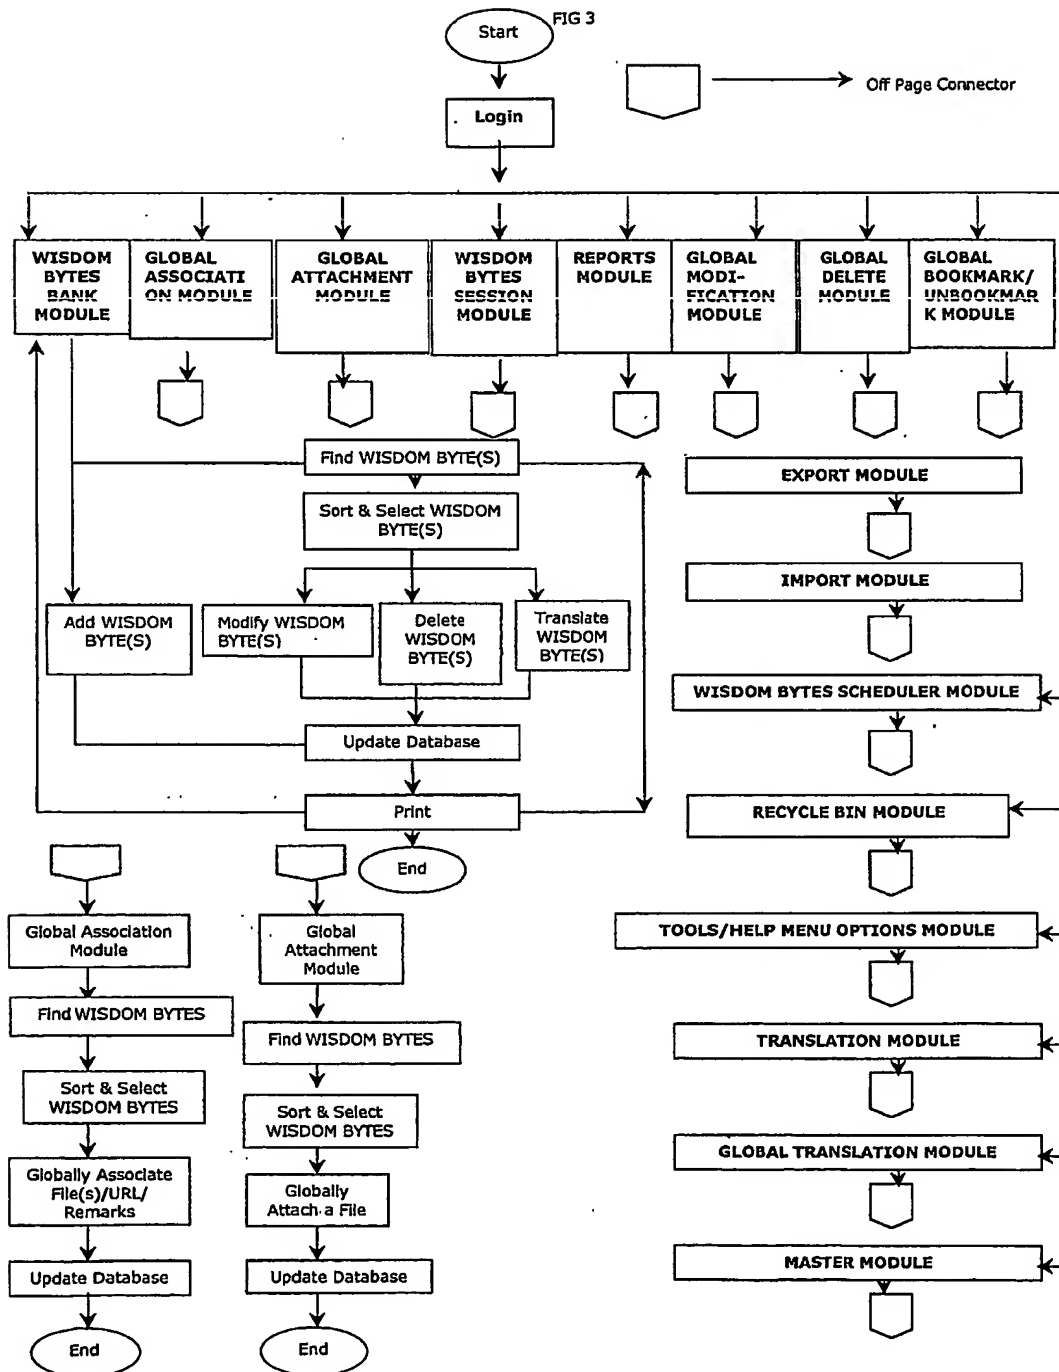 FIG 3
Start
Off Page Connector
Login
WISDOM
BYTES
BANK
MODULE
GLOBAL
ASSOCIATI
ON MODULE
GLOBAL
ATTACHMENT
MODULE
WISDOM
BYTES
SESSION
MODULE
REPORTS
MODULE
GLOBAL
MODI-
FICATION
MODULE
GLOBAL
DELETE
MODULE
GLOBAL
BOOKMARK/
UNBOOKMAR
K MODULE
Find WISDOM BYTE(S)
Sort & Select WISDOM
BYTE(S)
Add WISDOM
BYTE(S)
Modify WISDOM
BYTE(S)
Delete
WISDOM
BYTE(S)
Translate
WISDOM
BYTE(S)
Update Database
Print
End
EXPORT MODULE
IMPORT MODULE
WISDOM BYTES SCHEDULER MODULE
RECYCLE BIN MODULE
TOOLS/HELP MENU OPTIONS MODULE
TRANSLATION MODULE
GLOBAL TRANSLATION MODULE
MASTER MODULE
Global Association
Module
Find WISDOM BYTES
Sort & Select
WISDOM BYTES
Globally Associate
File(s)/URL/
Remarks
Update Database
End
Global
Attachment
Module
Find WISDOM BYTES
Sort & Select
WISDOM BYTES
Globally
Attach a File
Update Database
End